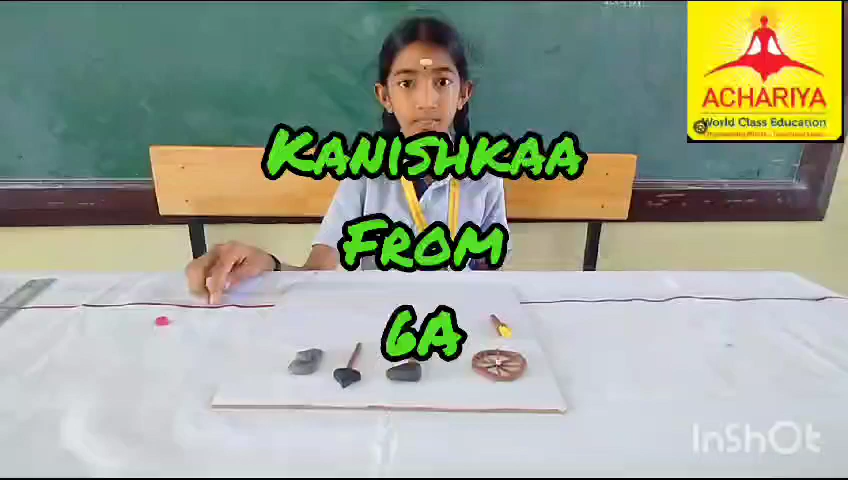 ACHARIYA
World Class Education
KANISHKAA
FROM
6A
InShOt